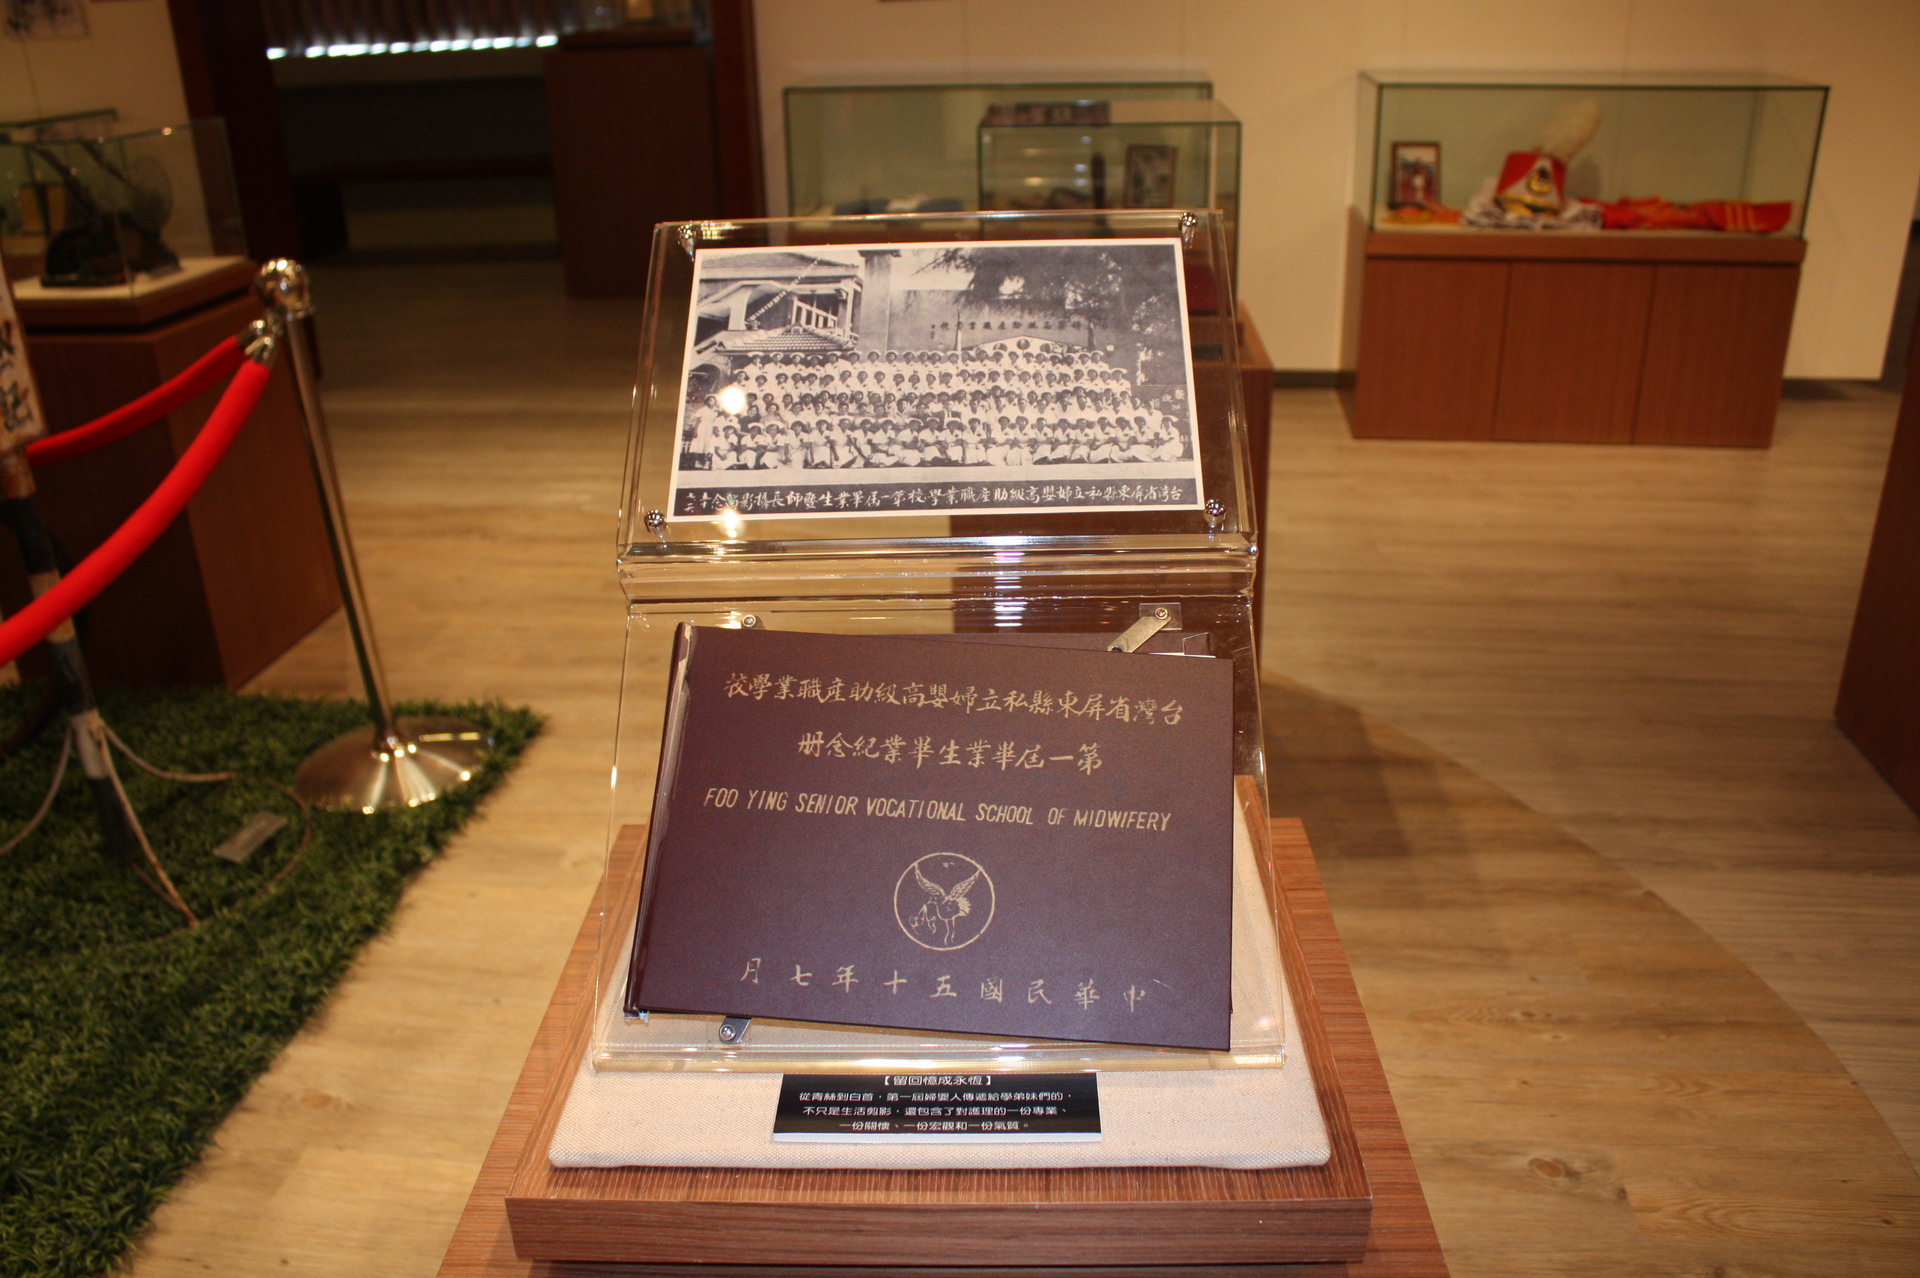 台灣省屏東縣私立婦嬰高級助產職業學校第一屆畢業生暨師長攝影留念
台灣省屏東縣私立婦嬰高級助產職業學校
第一屆畢業生畢業紀念冊
FOO YING SENIOR VOCATIONAL SCHOOL OF MIDWIFERY
中華民國五十年七月
【留回憶成永恆】
從青絲到白首，第一屆婦嬰人傳遞給學弟妹們的，
不只是生活剪影，還包含了對護理的一份專業、
一份關懷、一份宏觀和一份氣質。